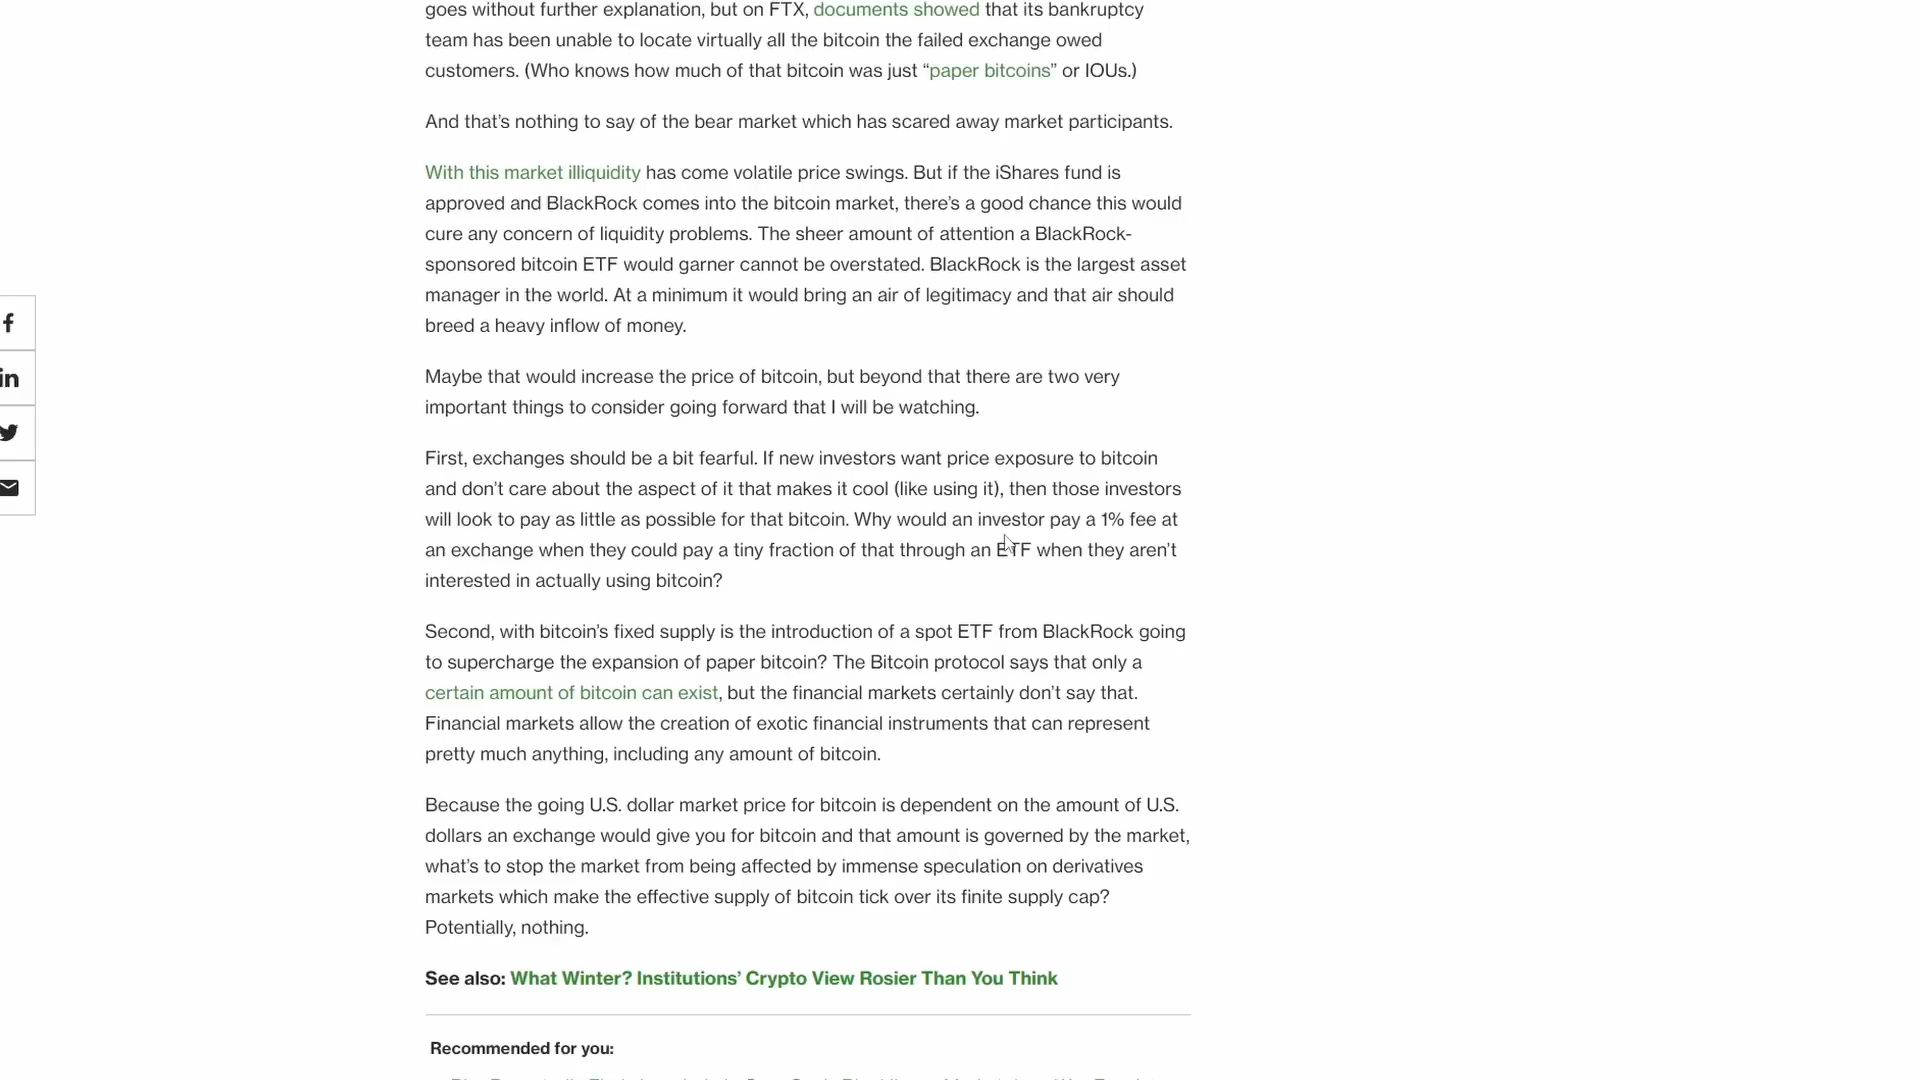 goes without further explanation, but on FTX, documents showed that its bankruptcy
team has been unable to locate virtually all the bitcoin the failed exchange owed
customers. (Who knows how much of that bitcoin was just “paper bitcoins” or IOUs.)
And that’s nothing to say of the bear market which has scared away market participants.
With this market illiquidity has come volatile price swings. But if the iShares fund is
approved and BlackRock comes into the bitcoin market, there’s a good chance this would
cure any concern of liquidity problems. The sheer amount of attention a BlackRock-
sponsored bitcoin ETF would garner cannot be overstated. BlackRock is the largest asset
manager in the world. At a minimum it would bring an air of legitimacy and that air should
breed a heavy inflow of money.
Maybe that would increase the price of bitcoin, but beyond that there are two very
important things to consider going forward that I will be watching.
First, exchanges should be a bit fearful. If new investors want price exposure to bitcoin
and don’t care about the aspect of it that makes it cool (like using it), then those investors
will look to pay as little as possible for that bitcoin. Why would an investor pay a 1% fee at
an exchange when they could pay a tiny fraction of that through an ETF when they aren’t
interested in actually using bitcoin?
Second, with bitcoin’s fixed supply is the introduction of a spot ETF from BlackRock going
to supercharge the expansion of paper bitcoin? The Bitcoin protocol says that only a
certain amount of bitcoin can exist, but the financial markets certainly don’t say that.
Financial markets allow the creation of exotic financial instruments that can represent
pretty much anything, including any amount of bitcoin.
Because the going U.S. dollar market price for bitcoin is dependent on the amount of U.S.
dollars an exchange would give you for bitcoin and that amount is governed by the market,
what’s to stop the market from being affected by immense speculation on derivatives
markets which make the effective supply of bitcoin tick over its finite supply cap?
Potentially, nothing.
See also: What Winter? Institutions’ Crypto View Rosier Than You Think
Recommended for you: